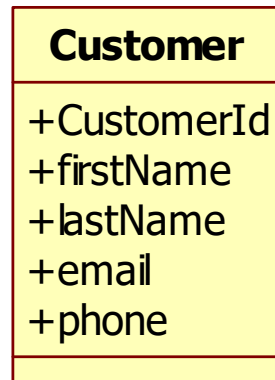 Customer
+CustomerId
+firstName
+lastName
+email
+phone